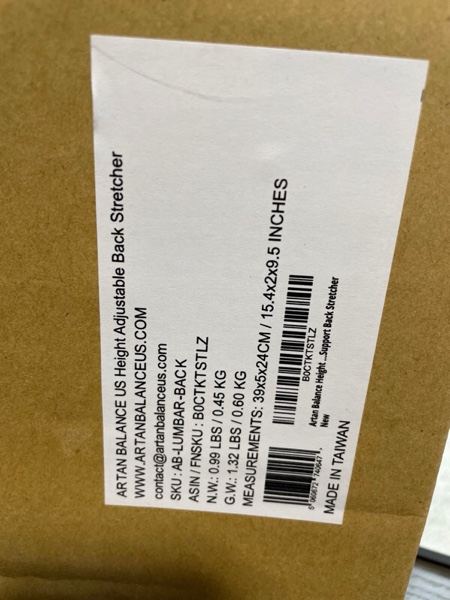 ARTAN BALANCE US Height Adjustable Back Stretcher
WWW.ARTANBALANCEUS.COM
contact@artanbalanceus.com
SKU : AB-LUMBAR-BACK
ASIN / FNSKU : B0CTKTSTLZ
N.W.: 0.99 LBS / 0.45 KG
G.W.: 1.32 LBS / 0.60 KG
MEASUREMENTS: 39x5x24CM / 15.4x2x9.5 INCHES
B0CTKTSTLZ
Artan Balance Height ...Support Back Stretcher
New
MADE IN TAIWAN